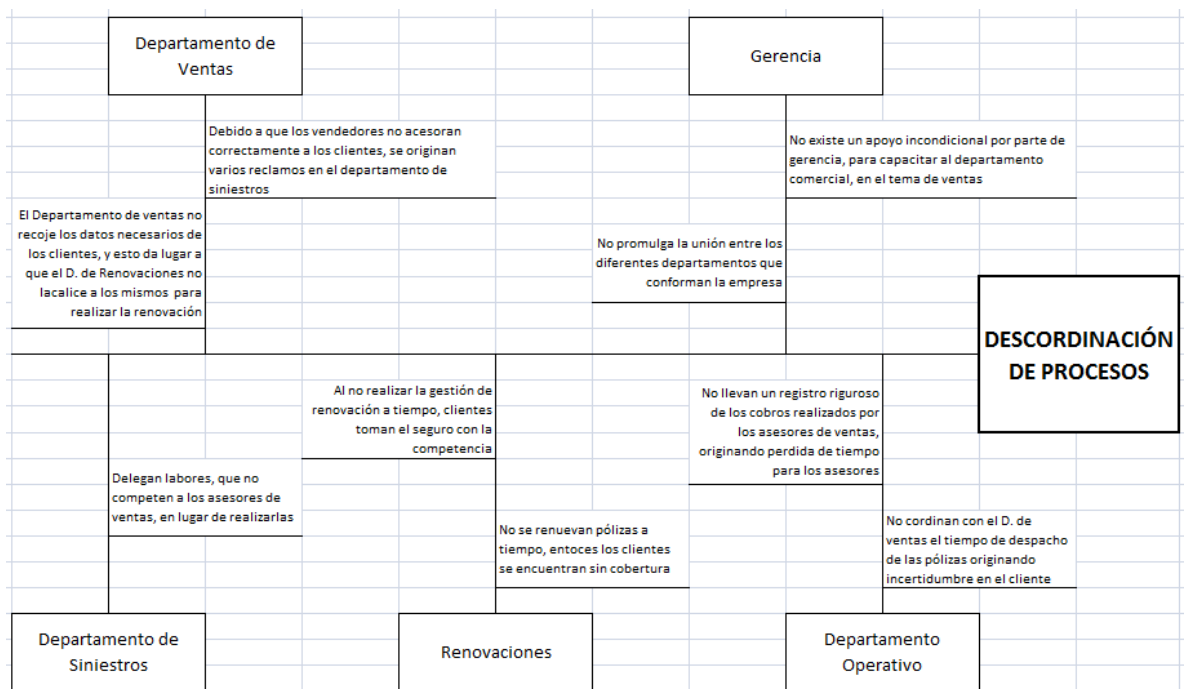 Departamento de
Ventas
Gerencia
Debido a que los vendedores no acesoran
correctamente a los clientes, se originan
varios reclamos en el departamento de
siniestros
No existe un apoyo incondicional por parte de
gerencia, para capacitar al departamento
comercial, en el tema de ventas
El Departamento de ventas no
recoje los datos necesarios de
los clientes, y esto da lugar a
que el D. de Renovaciones no
lacalice a los mismos para
realizar la renovación
No promulga la unión entre los
diferentes departamentos que
conforman la empresa
DESCORDINACIÓN
DE PROCESOS
Al no realizar la gestión de
renovación a tiempo, clientes
toman el seguro con la
competencia
No llevan un registro riguroso
de los cobros realizados por
los asesores de ventas,
originando perdida de tiempo
para los asesores
Delegan labores, que no
competen a los asesores de
ventas, en lugar de realizarlas
No se renuevan pólizas a
tiempo, entoces los clientes
se encuentran sin cobertura
No cordinan con el D. de
ventas el tiempo de despacho
de las pólizas originando
incertidumbre en el cliente
Departamento de
Siniestros
Renovaciones
Departamento
Operativo